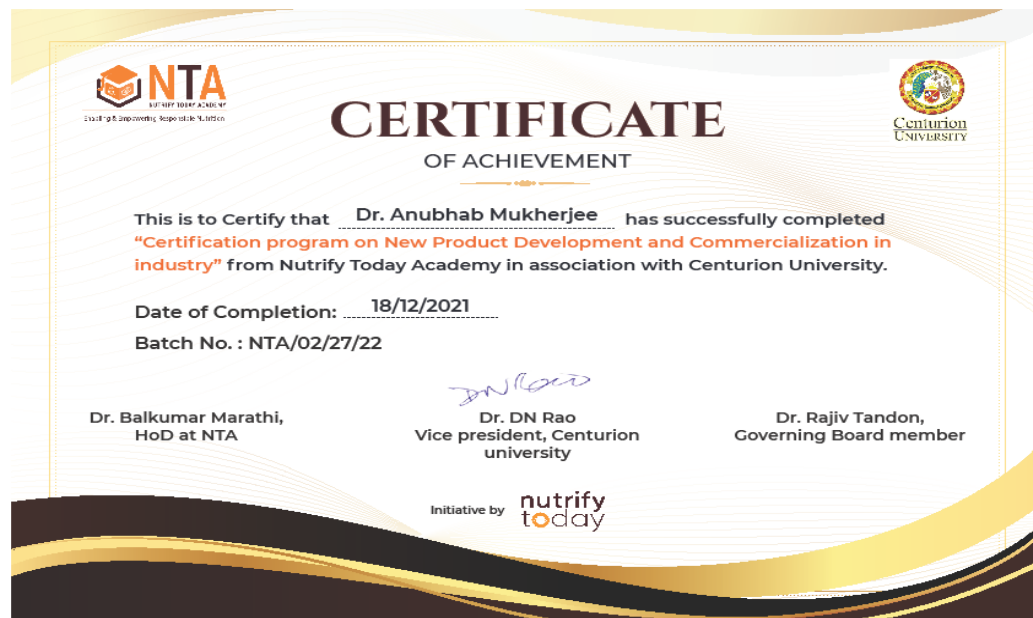 NTA
NUTRIFY TODAY ACADEMY
Enabling & Empowering Responsible Nutrition
Centurion
UNIVERSITY
CERTIFICATE
OF ACHIEVEMENT
This is to Certify that Dr. Anubhab Mukherjee has successfully completed
“Certification program on New Product Development and Commercialization in
industry” from Nutrify Today Academy in association with Centurion University.
Date of Completion: 18/12/2021
Batch No. : NTA/02/27/22
DN Rao
Dr. Balkumar Marathi,
HoD at NTA
Dr. DN Rao
Vice president, Centurion
university
Dr. Rajiv Tandon,
Governing Board member
Initiative by
nutrify
today